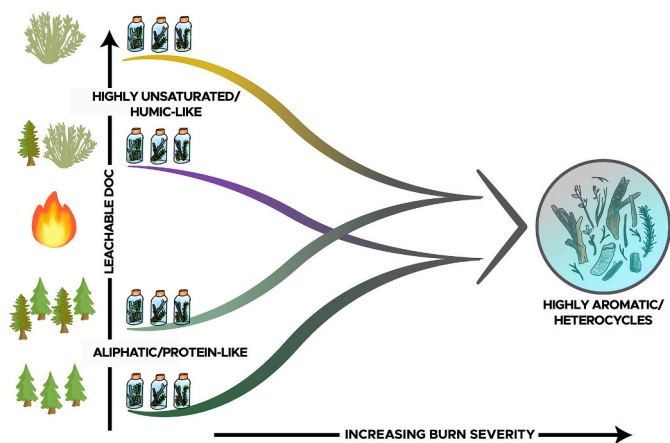 HIGHLY UNSATURATED/
HUMIC-LIKE
LEACHABLE DOC
ALIPHATIC/PROTEIN-LIKE
HIGHLY AROMATIC/
HETEROCYCLES
INCREASING BURN SEVERITY